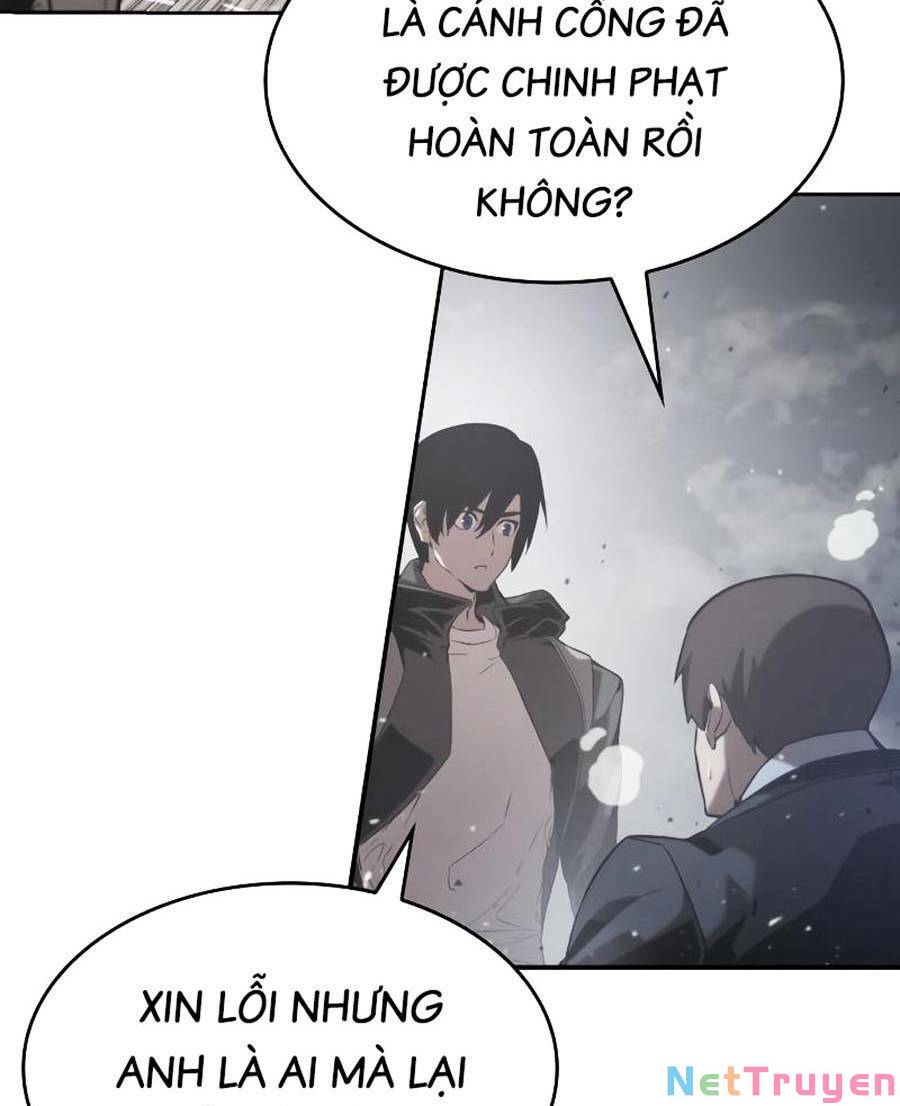 LÀ CÁNH CỔNG ĐÃ
ĐƯỢC CHINH PHẠT
HOÀN TOÀN RỒI
KHÔNG?
XIN LỖI NHƯNG
ANH LÀ AI MÀ LẠI
NetTruyen